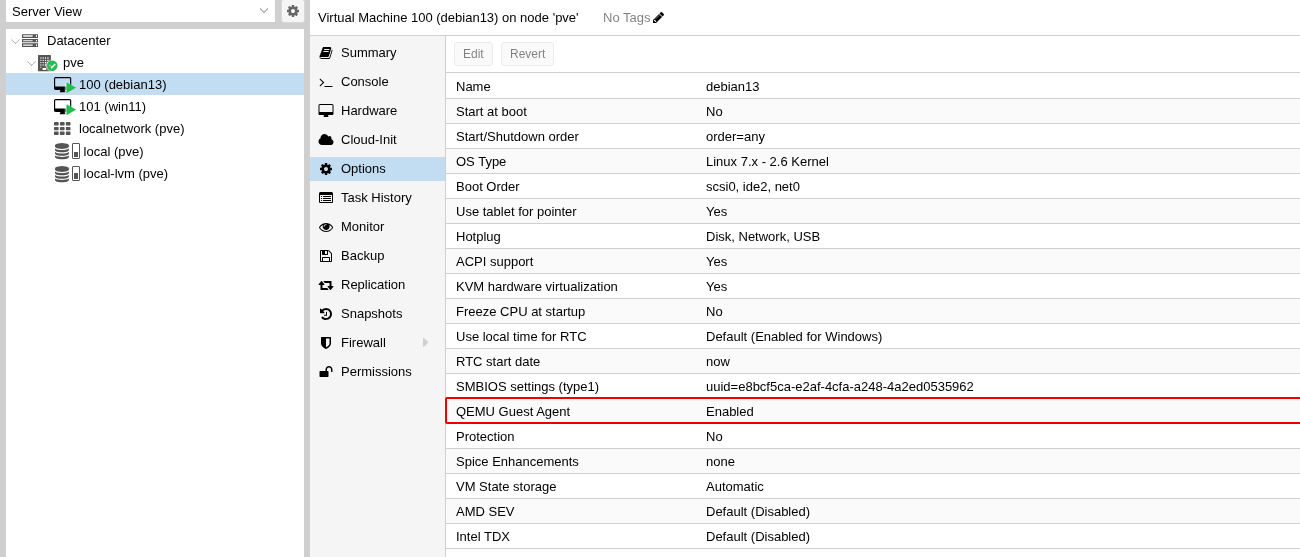 Server View
Datacenter
pve
100 (debian13)
101 (win11)
localnetwork (pve)
local (pve)
local-lvm (pve)
Virtual Machine 100 (debian13) on node 'pve' No Tags
Summary
Console
Hardware
Cloud-Init
Options
Task History
Monitor
Backup
Replication
Snapshots
Firewall
Permissions
Edit Revert
Name debian13
Start at boot No
Start/Shutdown order order=any
OS Type Linux 7.x - 2.6 Kernel
Boot Order scsi0, ide2, net0
Use tablet for pointer Yes
Hotplug Disk, Network, USB
ACPI support Yes
KVM hardware virtualization Yes
Freeze CPU at startup No
Use local time for RTC Default (Enabled for Windows)
RTC start date now
SMBIOS settings (type1) uuid=e8bcf5ca-e2af-4cfa-a248-4a2ed0535962
QEMU Guest Agent Enabled
Protection No
Spice Enhancements none
VM State storage Automatic
AMD SEV Default (Disabled)
Intel TDX Default (Disabled)